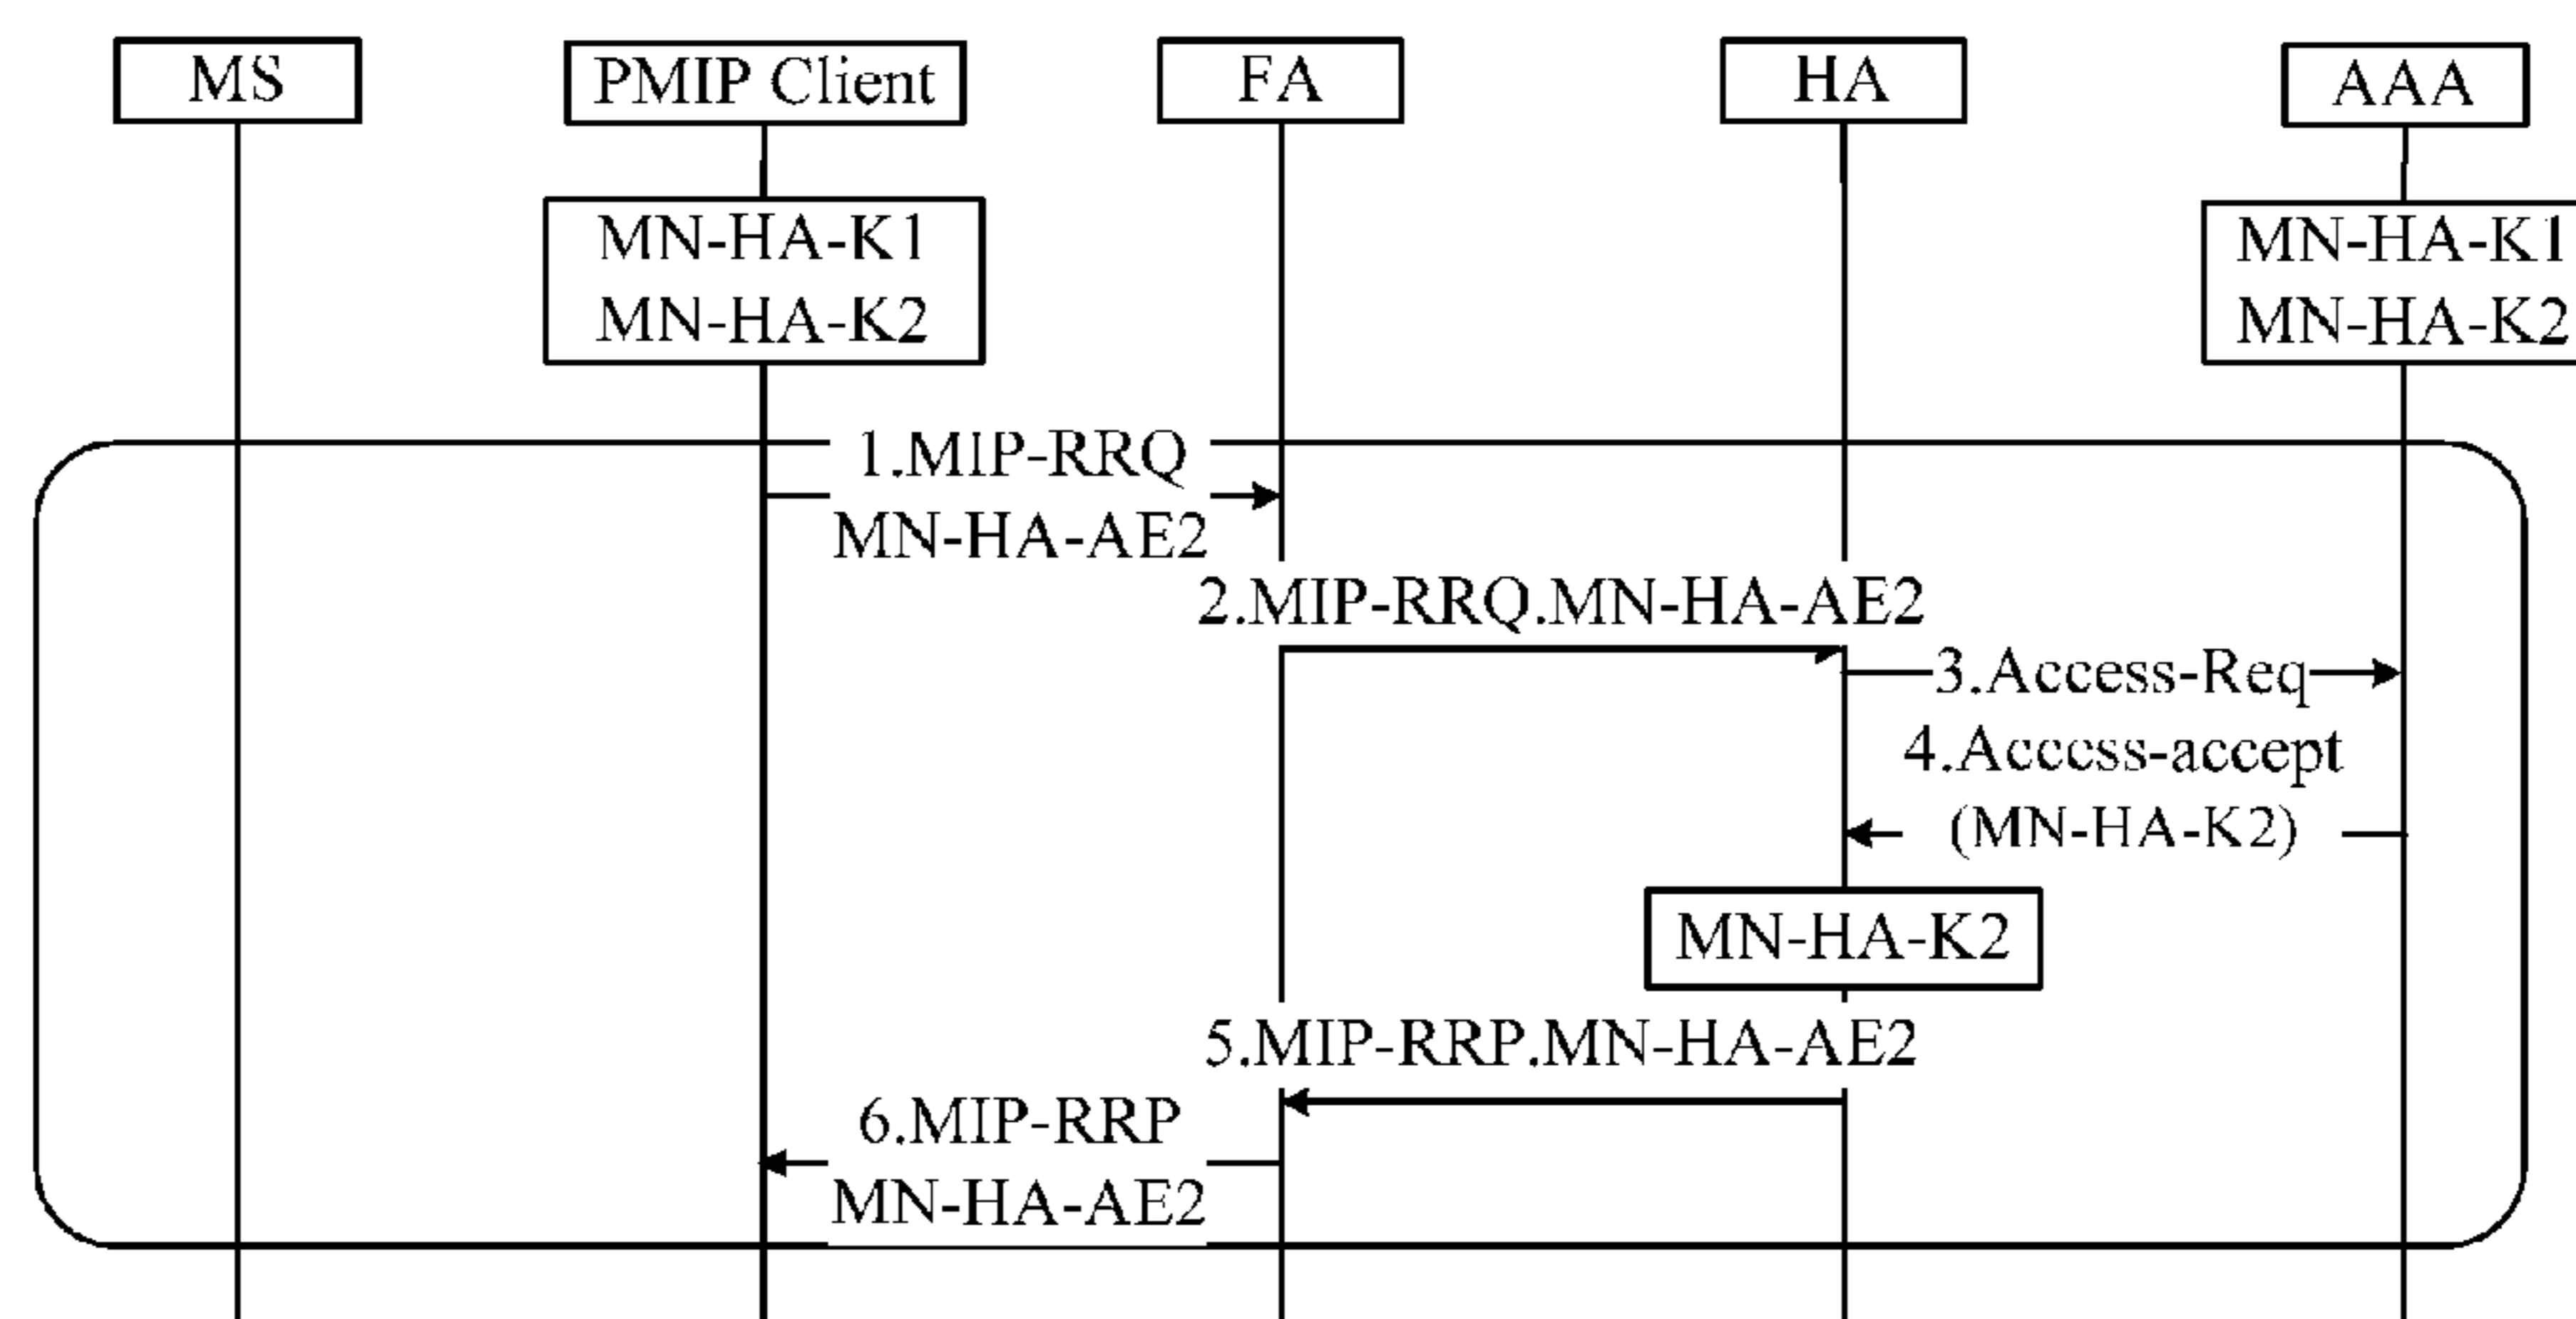 MS
PMIP Client
FA
HA
AAA
MN-HA-K1
MN-HA-K2
MN-HA-K1
MN-HA-K2
1.MIP-RRQ
MN-HA-AE2
2.MIP-RRQ.MN-HA-AE2
3.Access-Req
4.Access-accept
(MN-HA-K2)
MN-HA-K2
5.MIP-RRP.MN-HA-AE2
6.MIP-RRP
MN-HA-AE2